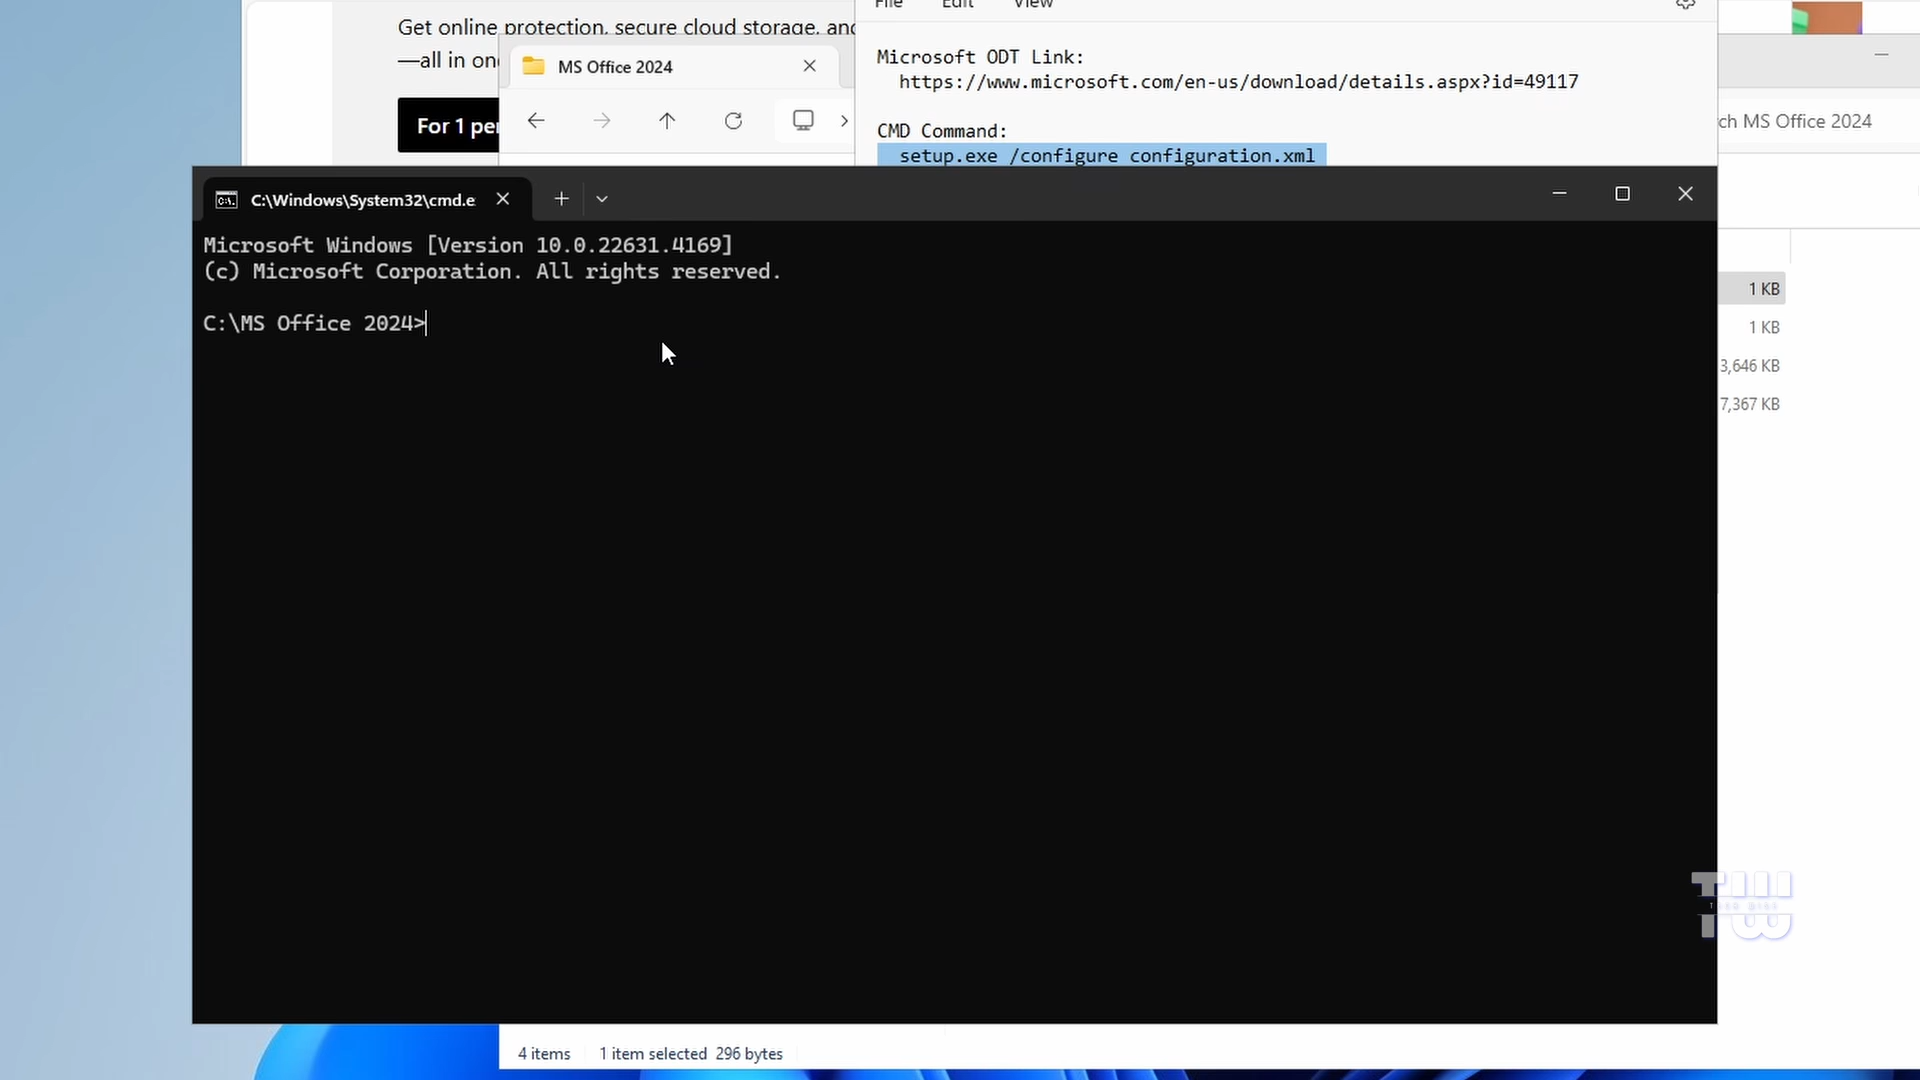 Get online protection, secure cloud storage, and
—all in one
For 1 per
MS Office 2024
File Edit View
Microsoft ODT Link:
https://www.microsoft.com/en-us/download/details.aspx?id=49117
CMD Command:
setup.exe /configure configuration.xml
ch MS Office 2024
C:\Windows\System32\cmd.e
Microsoft Windows [Version 10.0.22631.4169]
(c) Microsoft Corporation. All rights reserved.
C:\MS Office 2024>
1 KB
1 KB
3,646 KB
7,367 KB
TW
4 items 1 item selected 296 bytes